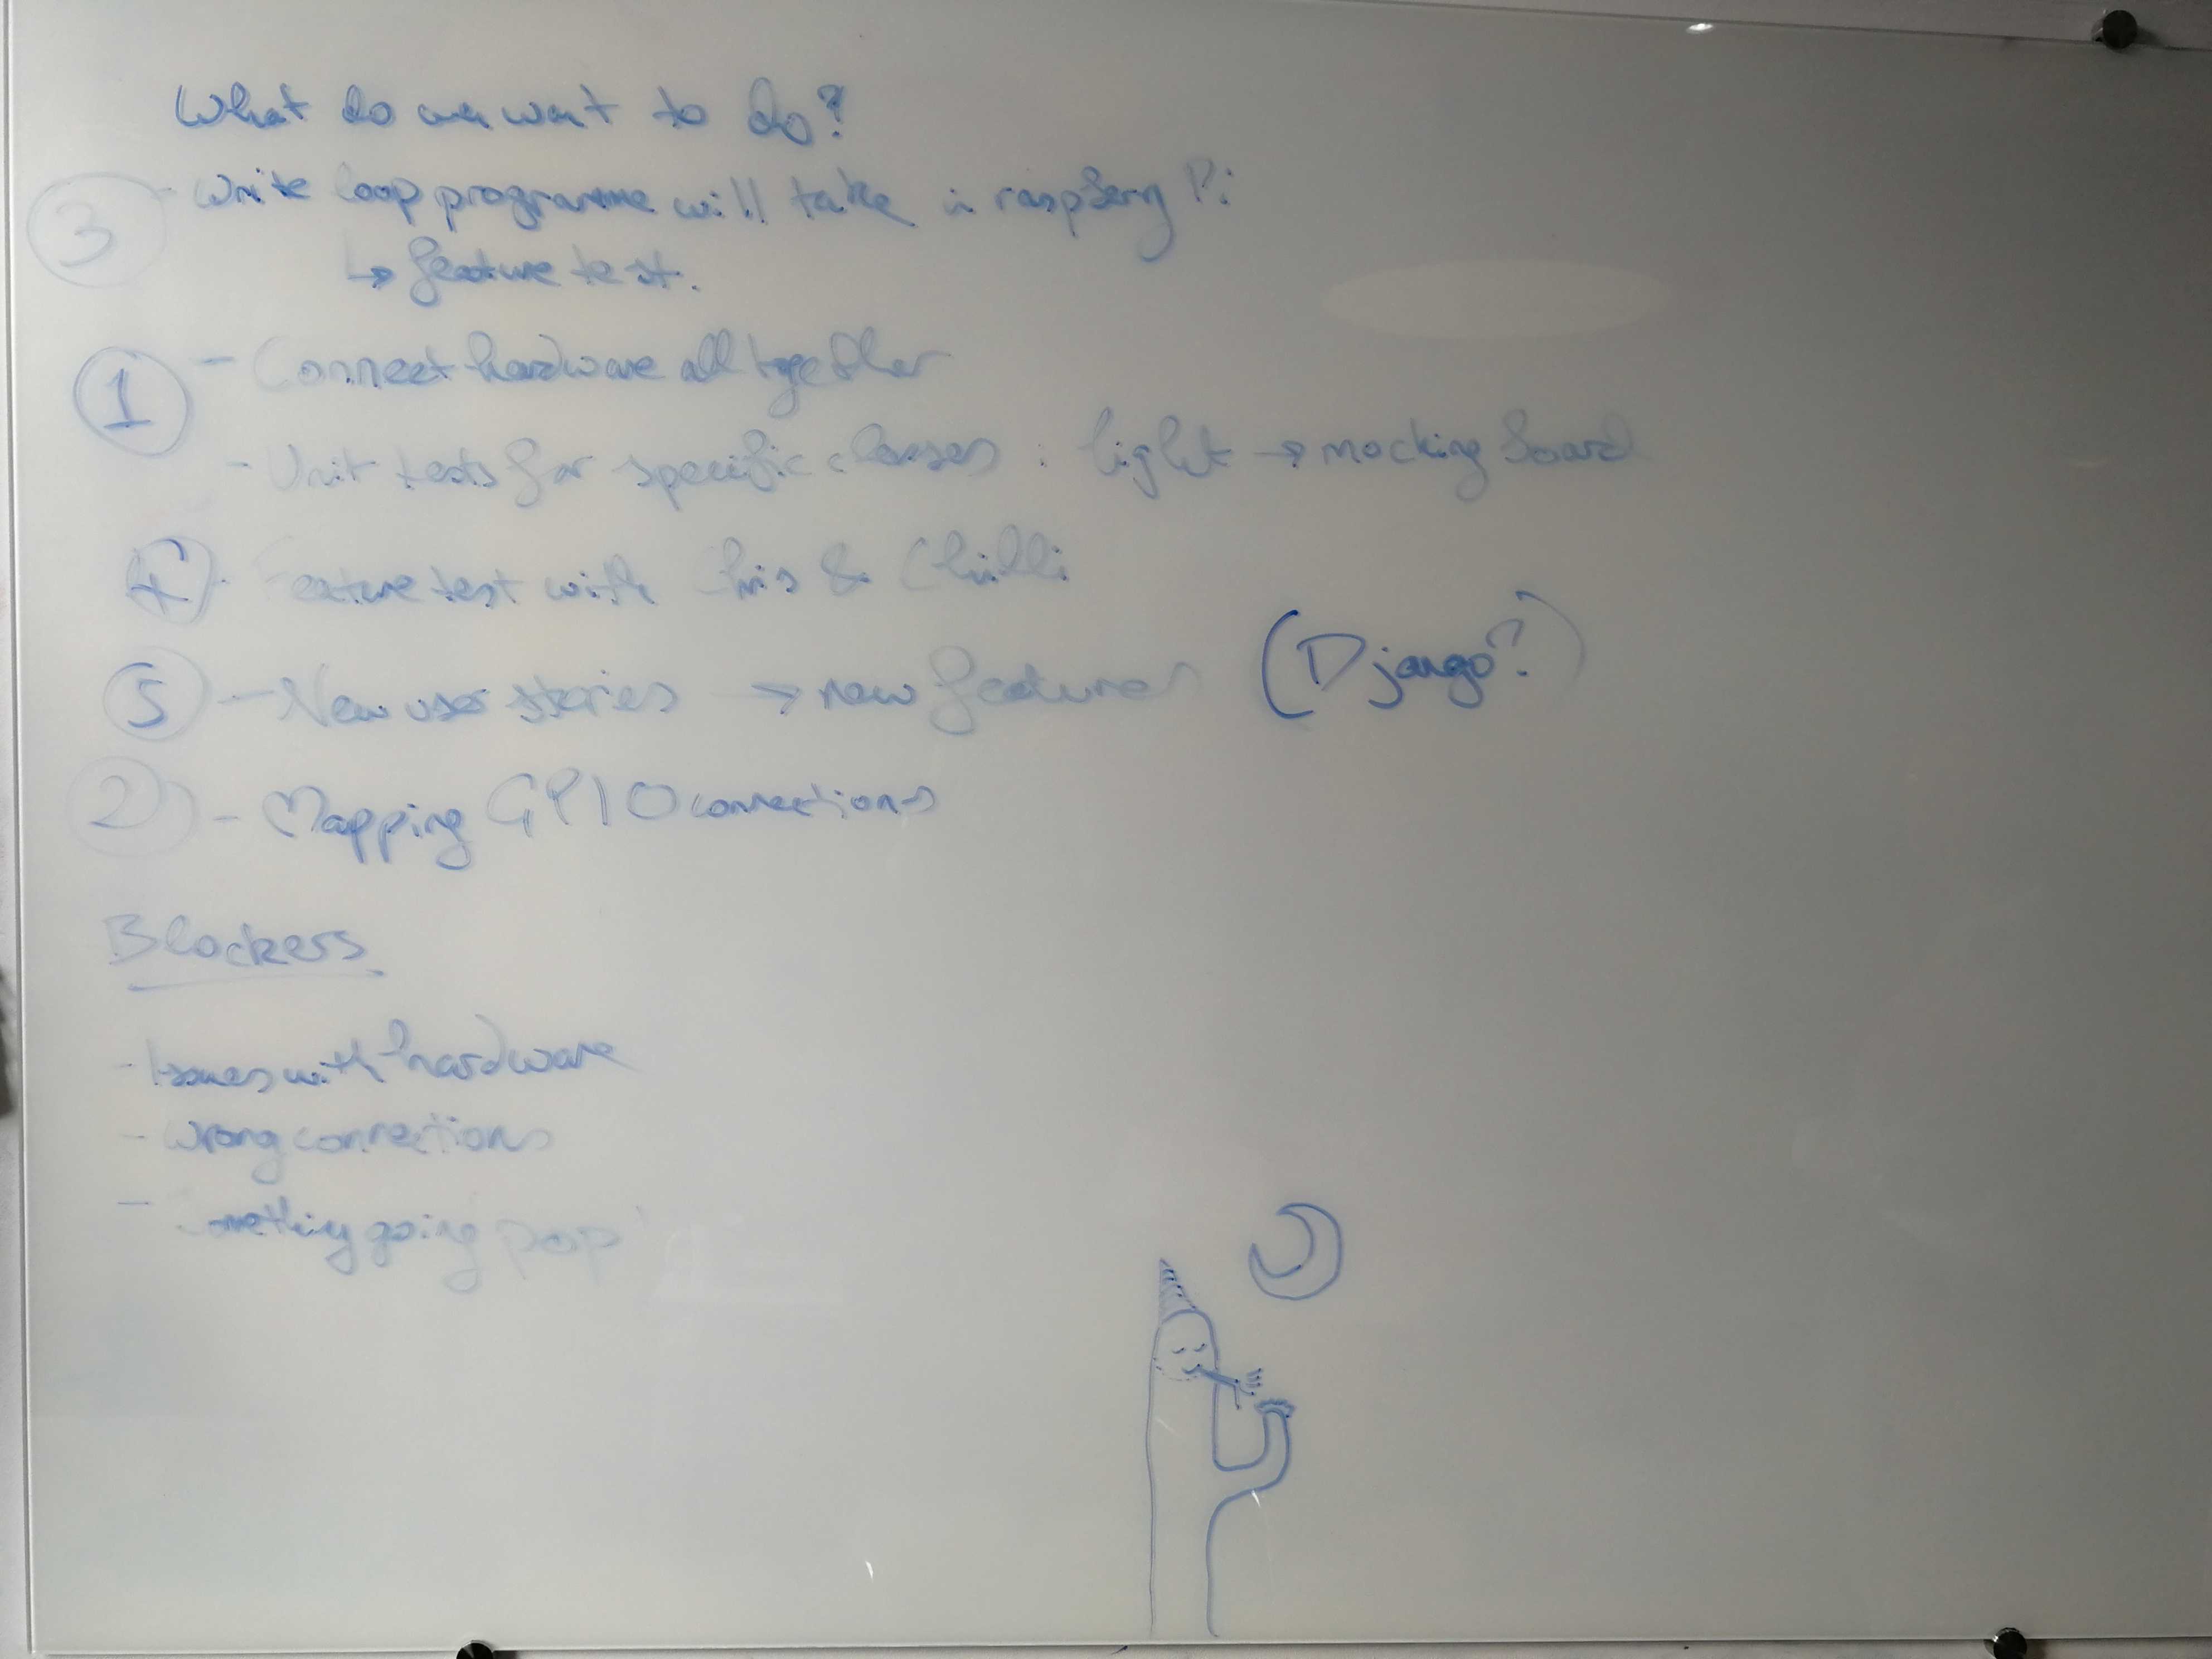 What do we want to do?
③ - Write loop programme will take in raspberry Pi
↳ feature test.
① - Connect hardware all together
- Unit tests for specific classes : light → mocking board
④ - Feature test with & Chilli
⑤ - New user stories → new features (Django?)
② - Mapping GPIO connections
Blockers
- Issues with hardware
- wrong connections
- Something going pop